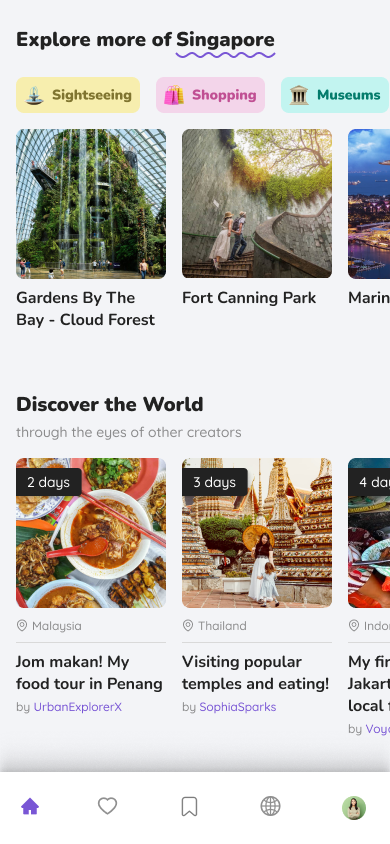 Explore more of Singapore
Sightseeing
Shopping
Museums
Gardens By The
Bay - Cloud Forest
Fort Canning Park
Marin
Discover the World
through the eyes of other creators
2 days
3 days
4 da
Malaysia
Thailand
Indo
Jom makan! My
food tour in Penang
by UrbanExplorerX
Visiting popular
temples and eating!
by SophiaSparks
My fir
Jakart
local f
by Voya